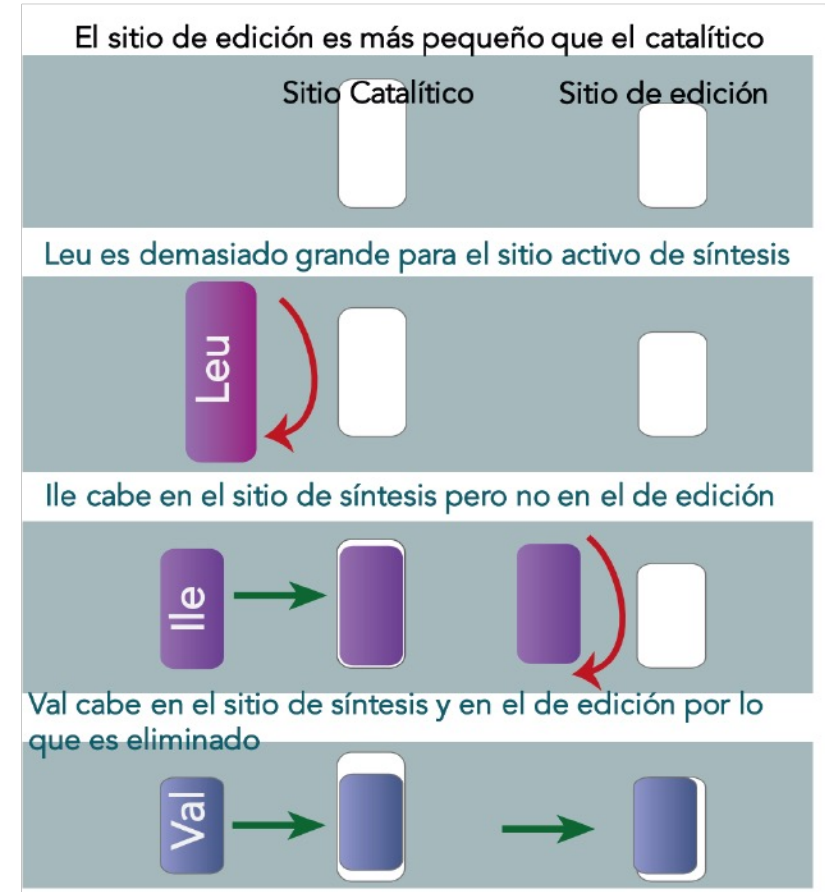 El sitio de edición es más pequeño que el catalítico
Sitio Catalítico
Sitio de edición
Leu es demasiado grande para el sitio activo de síntesis
Leu
Ile cabe en el sitio de síntesis pero no en el de edición
Ile
Val cabe en el sitio de síntesis y en el de edición por lo
que es eliminado
Val